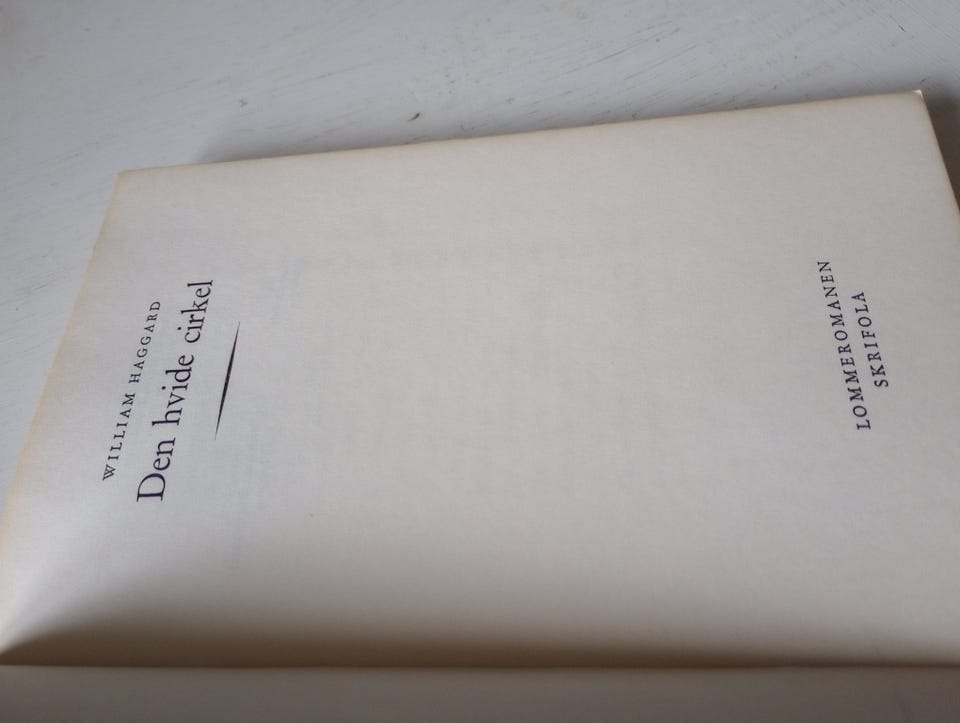 WILLIAM HAGGARD
Den hvide cirkel
LOMMEROMANEN
SKRIFOLA